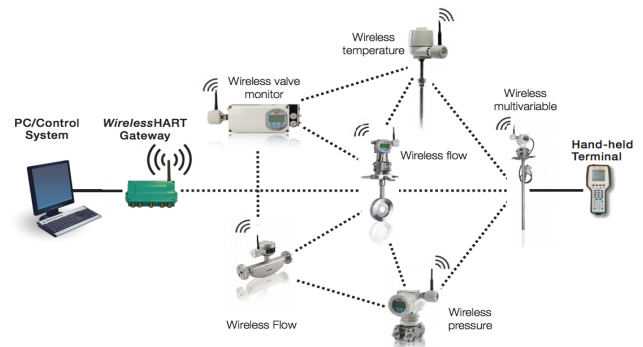 Wireless
temperature
Wireless valve
monitor
Wireless
multivariable
PC/Control
System
WirelessHART
Gateway
Hand-held
Terminal
Wireless flow
Wireless Flow
Wireless
pressure